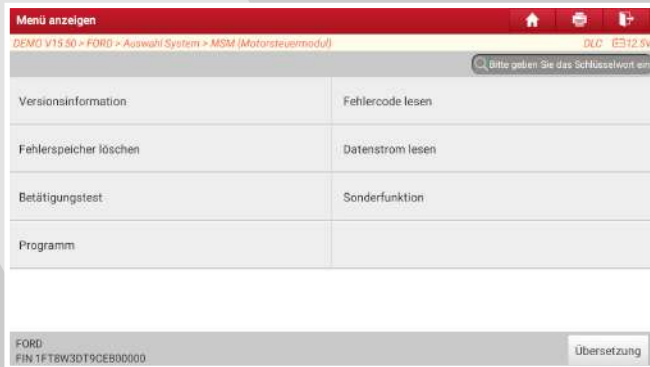 Menü anzeigen
DEMO V15.50 > FORD > Auswahl System > MSM (Motorsteuermodul)
DLC 12.5V
Bitte geben Sie das Schlüsselwort ein
Versionsinformation
Fehlercode lesen
Fehlerspeicher löschen
Datenstrom lesen
Betätigungstest
Sonderfunktion
Programm
FORD
FIN 1FT8W3DT9CEB00000
Übersetzung